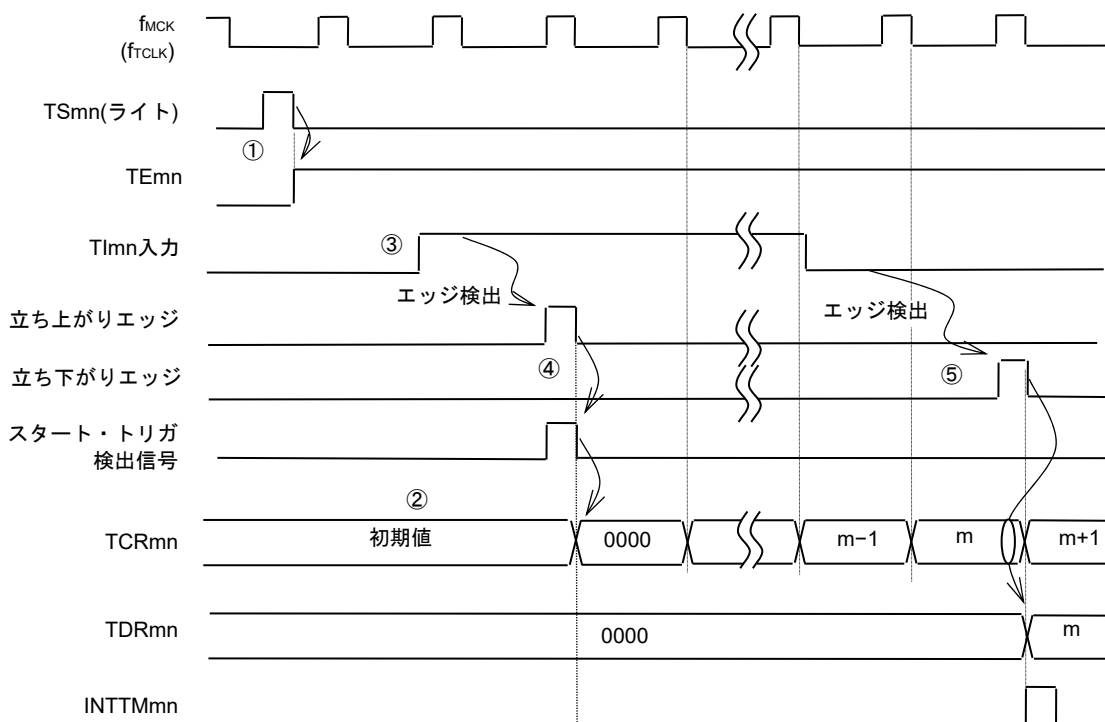 fMCK
(fTCLK)
TSmn(ライト)
①
TEmn
TImn入力
③
エッジ検出
エッジ検出
立ち上がりエッジ
④
⑤
立ち下がりエッジ
スタート・トリガ
検出信号
②
TCRmn
初期値
0000
m−1
m
m+1
TDRmn
0000
m
INTTMmn